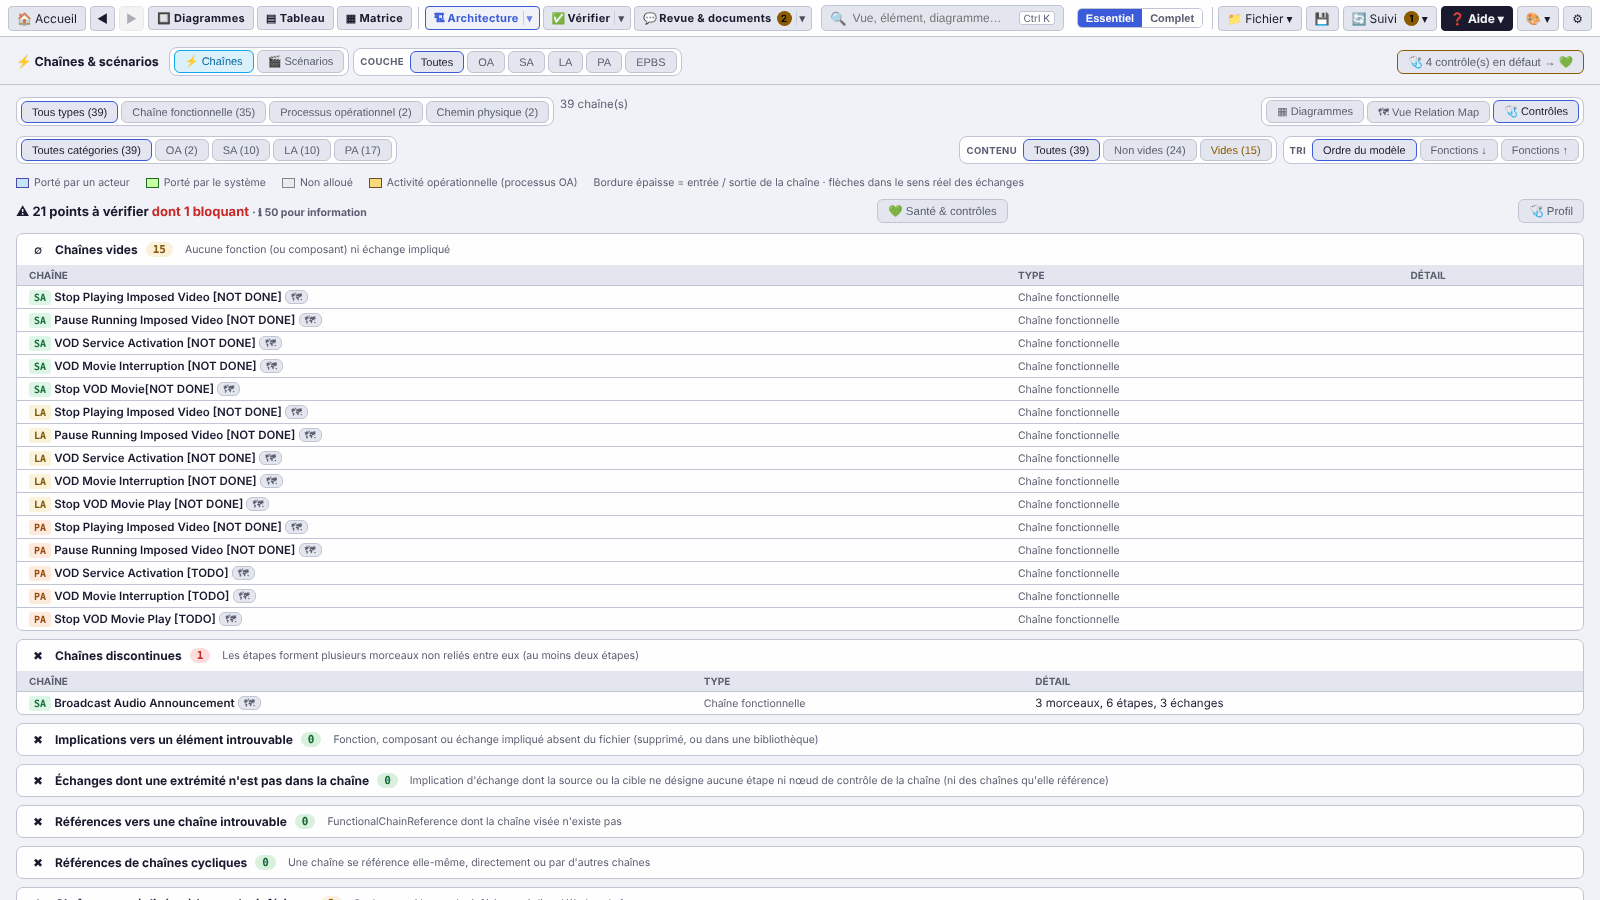 🏠 Accueil ◀ ▶ 🔲 Diagrammes ▤ Tableau ▦ Matrice 🏗 Architecture ▾ ✅ Vérifier ▾ 💬 Revue & documents 2 ▾ 🔍 Vue, élément, diagramme… Ctrl K Essentiel Complet 📁 Fichier ▾ 💾 🔄 Suivi 1 ▾ ❓ Aide ▾ 🎨 ▾ ⚙
⚡ Chaînes & scénarios ⚡ Chaînes 🎬 Scénarios COUCHE Toutes OA SA LA PA EPBS 🩺 4 contrôle(s) en défaut → 💚
Tous types (39) Chaîne fonctionnelle (35) Processus opérationnel (2) Chemin physique (2) 39 chaîne(s) ▦ Diagrammes 🗺 Vue Relation Map 🩺 Contrôles
Toutes catégories (39) OA (2) SA (10) LA (10) PA (17) CONTENU Toutes (39) Non vides (24) Vides (15) TRI Ordre du modèle Fonctions ↓ Fonctions ↑
Porté par un acteur Porté par le système Non alloué Activité opérationnelle (processus OA) Bordure épaisse = entrée / sortie de la chaîne · flèches dans le sens réel des échanges
⚠ 21 points à vérifier dont 1 bloquant · ℹ 50 pour information 💚 Santé & contrôles 🩺 Profil
∅ Chaînes vides 15 Aucune fonction (ou composant) ni échange impliqué
CHAÎNE TYPE DÉTAIL
SA Stop Playing Imposed Video [NOT DONE] 🗺 Chaîne fonctionnelle
SA Pause Running Imposed Video [NOT DONE] 🗺 Chaîne fonctionnelle
SA VOD Service Activation [NOT DONE] 🗺 Chaîne fonctionnelle
SA VOD Movie Interruption [NOT DONE] 🗺 Chaîne fonctionnelle
SA Stop VOD Movie[NOT DONE] 🗺 Chaîne fonctionnelle
LA Stop Playing Imposed Video [NOT DONE] 🗺 Chaîne fonctionnelle
LA Pause Running Imposed Video [NOT DONE] 🗺 Chaîne fonctionnelle
LA VOD Service Activation [NOT DONE] 🗺 Chaîne fonctionnelle
LA VOD Movie Interruption [NOT DONE] 🗺 Chaîne fonctionnelle
LA Stop VOD Movie Play [NOT DONE] 🗺 Chaîne fonctionnelle
PA Stop Playing Imposed Video [NOT DONE] 🗺 Chaîne fonctionnelle
PA Pause Running Imposed Video [NOT DONE] 🗺 Chaîne fonctionnelle
PA VOD Service Activation [TODO] 🗺 Chaîne fonctionnelle
PA VOD Movie Interruption [TODO] 🗺 Chaîne fonctionnelle
PA Stop VOD Movie Play [TODO] 🗺 Chaîne fonctionnelle
✖ Chaînes discontinues 1 Les étapes forment plusieurs morceaux non reliés entre eux (au moins deux étapes)
CHAÎNE TYPE DÉTAIL
SA Broadcast Audio Announcement 🗺 Chaîne fonctionnelle 3 morceaux, 6 étapes, 3 échanges
✖ Implications vers un élément introuvable 0 Fonction, composant ou échange impliqué absent du fichier (supprimé, ou dans une bibliothèque)
✖ Échanges dont une extrémité n'est pas dans la chaîne 0 Implication d'échange dont la source ou la cible ne désigne aucune étape ni nœud de contrôle de la chaîne (ni des chaînes qu'elle référence)
✖ Références vers une chaîne introuvable 0 FunctionalChainReference dont la chaîne visée n'existe pas
✖ Références de chaînes cycliques 0 Une chaîne se référence elle-même, directement ou par d'autres chaînes